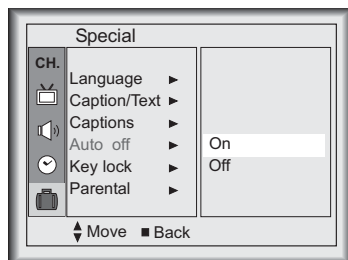 Special
CH.
Language ►
Caption/Text ►
Captions ►
Auto off ►
On
Key lock ►
Off
Parental ►
Move ■ Back